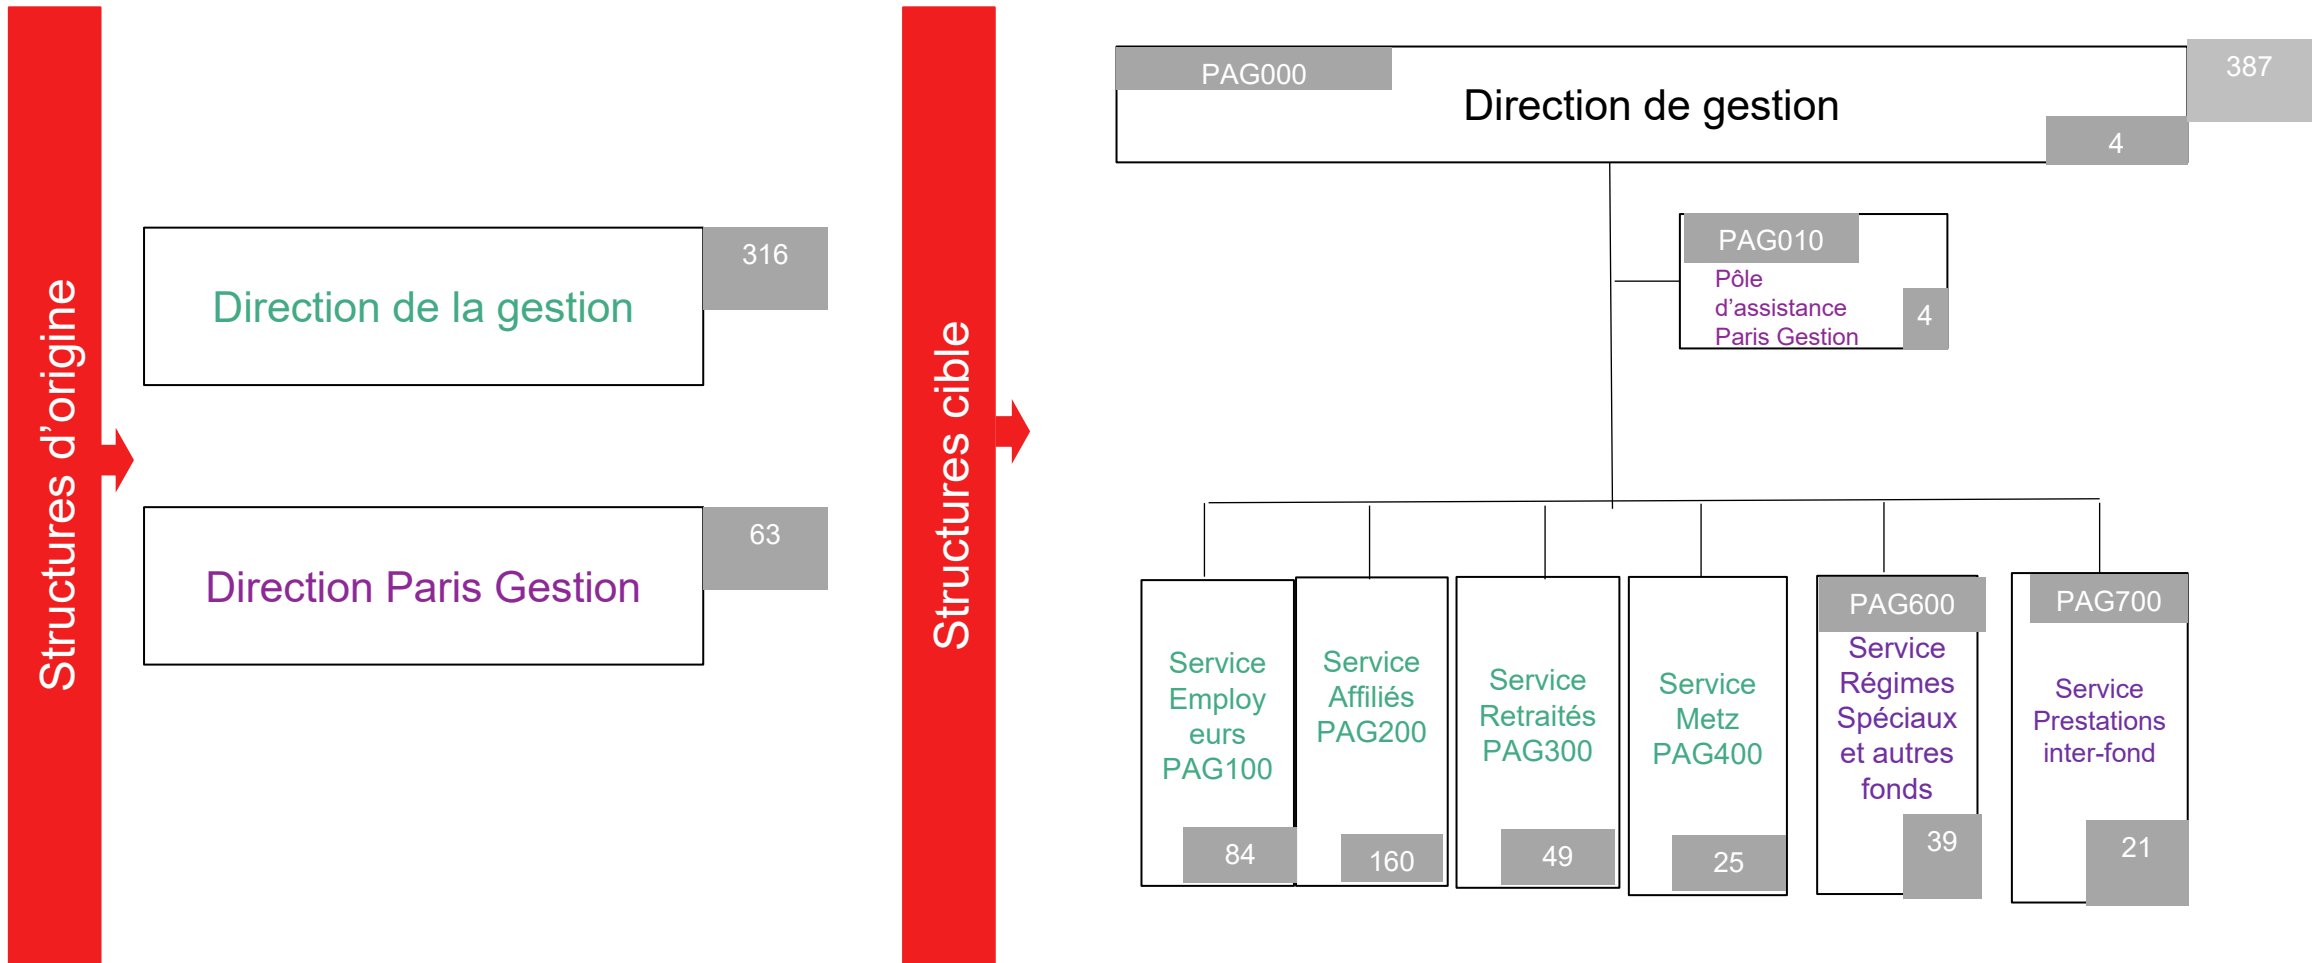 Structures d’origine
Direction de la gestion
316
Direction Paris Gestion
63
Structures cible
PAG000
Direction de gestion
387
4
PAG010
Pôle
d’assistance
Paris Gestion
4
Service
Employ
eurs
PAG100
84
Service
Affiliés
PAG200
160
Service
Retraités
PAG300
49
Service
Metz
PAG400
25
PAG600
Service
Régimes
Spéciaux
et autres
fonds
39
PAG700
Service
Prestations
inter-fond
21